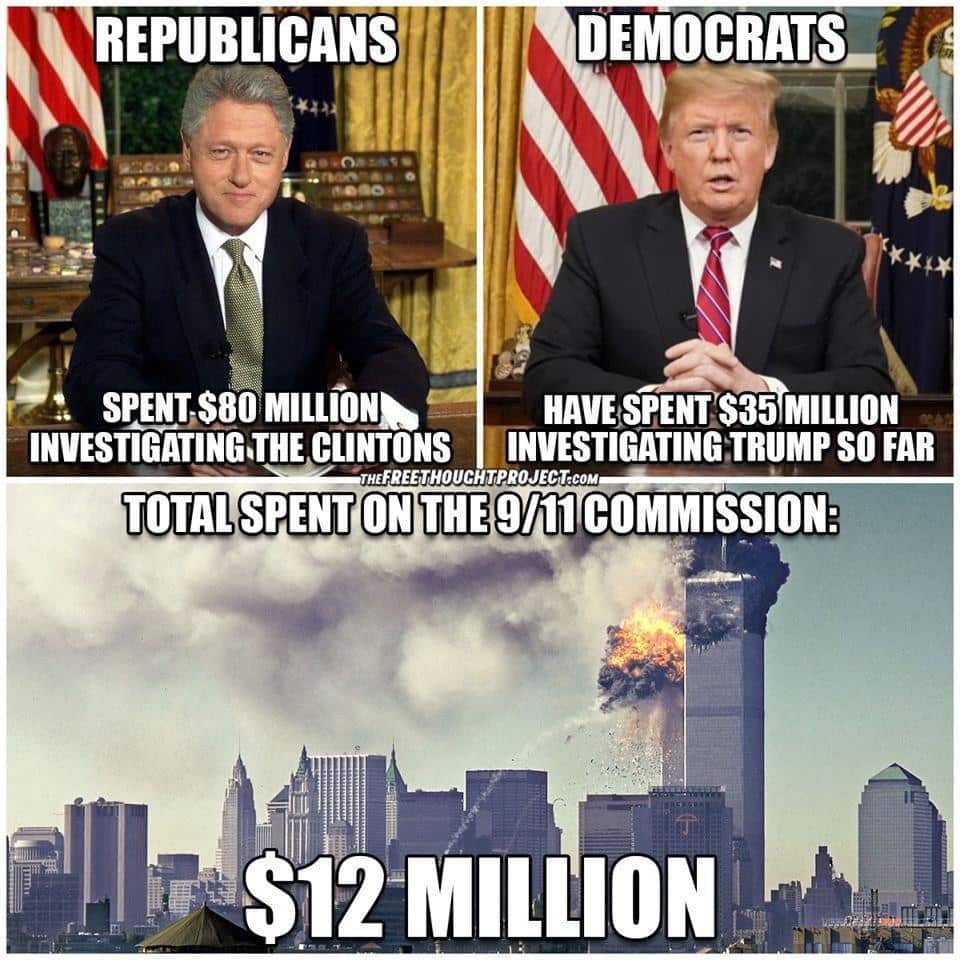 REPUBLICANS
SPENT $80 MILLION
INVESTIGATING THE CLINTONS
DEMOCRATS
HAVE SPENT $35 MILLION
INVESTIGATING TRUMP SO FAR
THEFREETHOUGHTPROJECT.COM
TOTAL SPENT ON THE 9/11 COMMISSION:
$12 MILLION